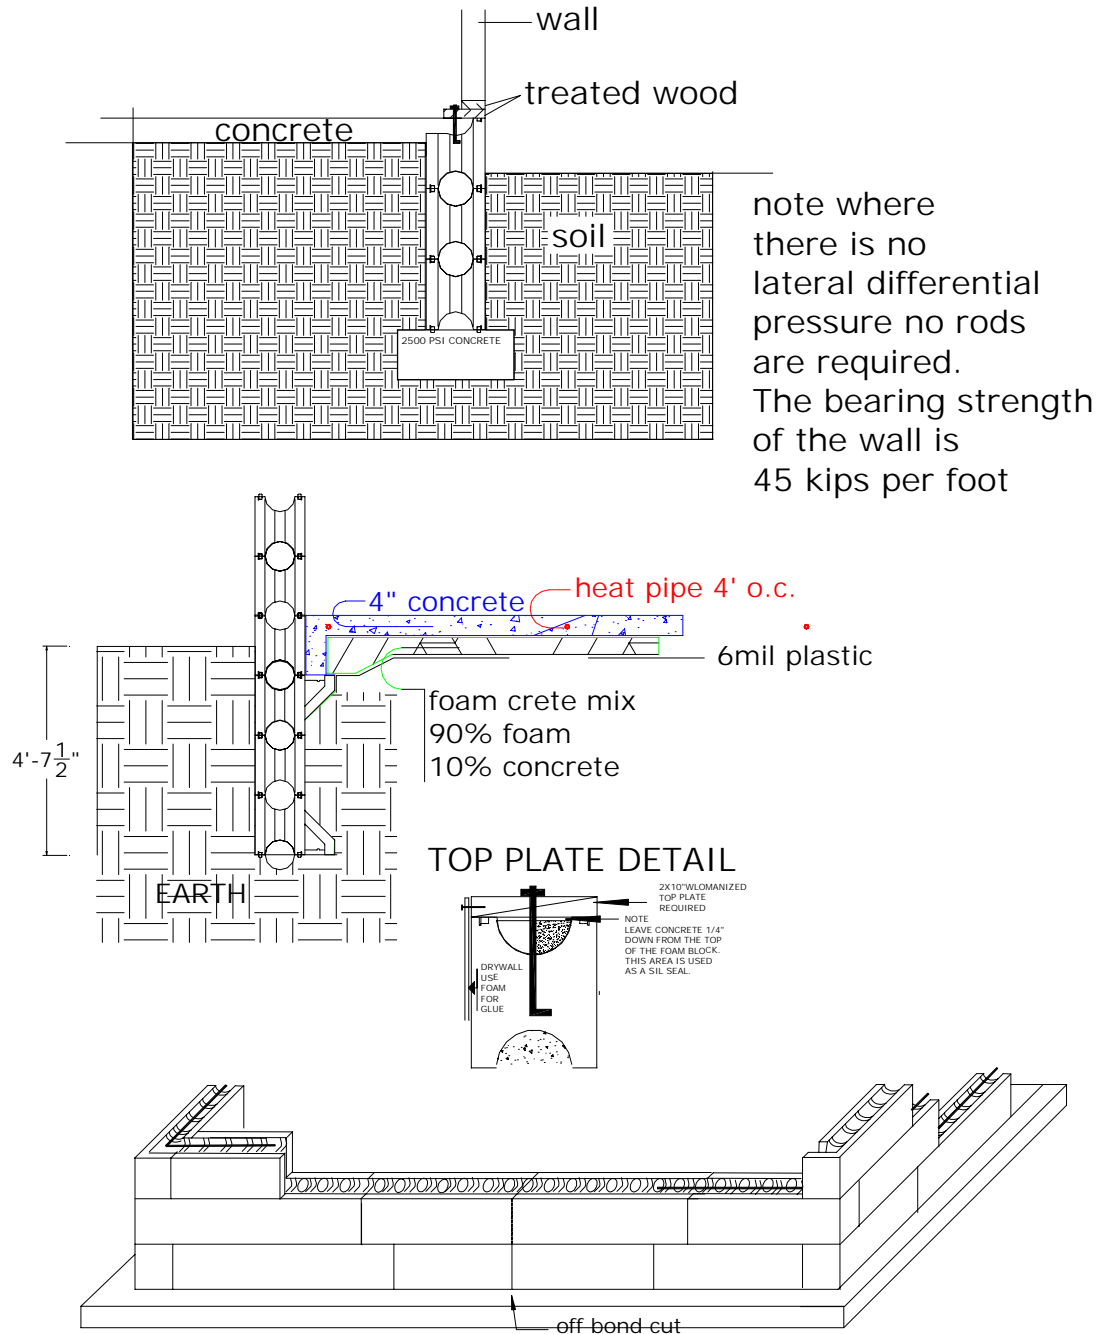 wall
treated wood
concrete
soil
2500 PSI CONCRETE
note where
there is no
lateral differential
pressure no rods
are required.
The bearing strength
of the wall is
45 kips per foot
heat pipe 4' o.c.
4" concrete
6mil plastic
foam crete mix
90% foam
10% concrete
4'-7 1/2"
EARTH
TOP PLATE DETAIL
2X10"WLOMANIZED
TOP PLATE
REQUIRED
NOTE
LEAVE CONCRETE 1/4"
DOWN FROM THE TOP
OF THE FOAM BLOCK.
THIS AREA IS USED
AS A SIL SEAL.
DRYWALL
USE
FOAM
FOR
GLUE
off bond cut